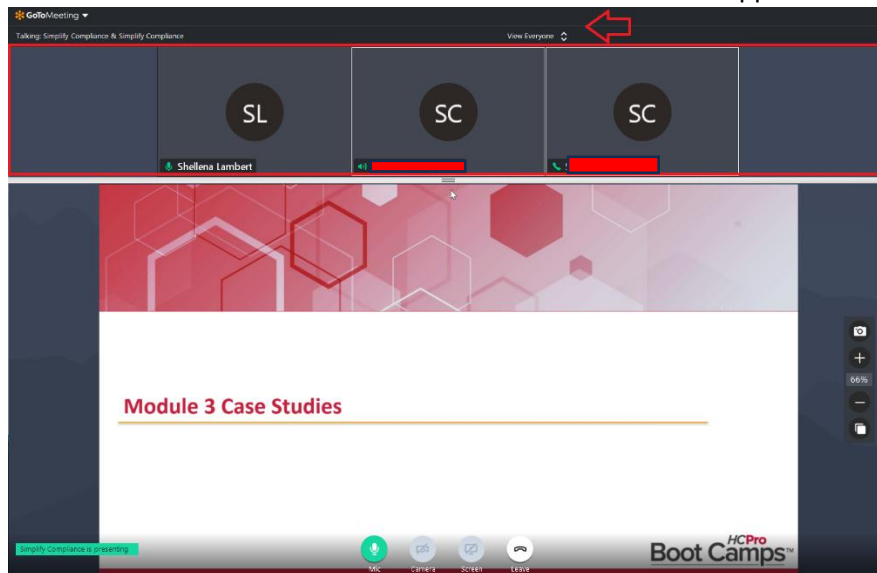 GoToMeeting
Talking: Simplify Compliance & Simplify Compliance
View Everyone
SL
SC
SC
Shellena Lambert
Module 3 Case Studies
66%
Simplify Compliance is presenting
Mic
Camera
Screen
Leave
HCPro
Boot Camps™